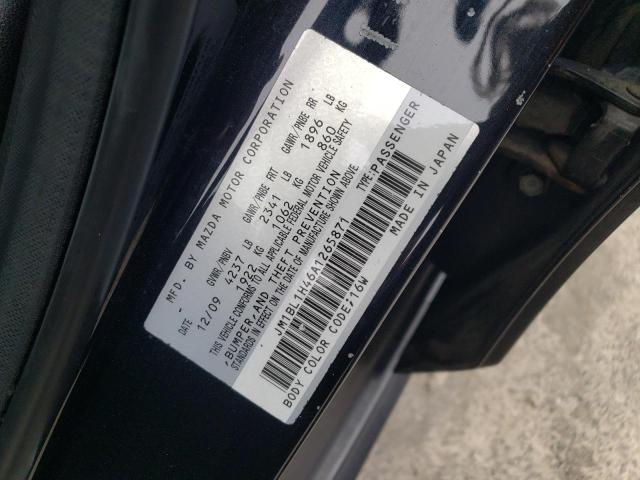 MFD. BY MAZDA MOTOR CORPORATION
12/09 GVWR/PNBV GAWR/PNBE FRT GAWR/PNBE RR
4237 LB 2341 LB 1896 LB
1922 KG 1062 KG 860 KG
THIS VEHICLE CONFORMS TO ALL APPLICABLE FEDERAL MOTOR VEHICLE SAFETY
,BUMPER,AND THEFT PREVENTION
STANDARDS IN EFFECT ON THE DATE OF MANUFACTURE SHOWN ABOVE.
JM1BL1H46A1265871 TYPE:PASSENGER
BODY COLOR CODE:16W MADE IN JAPAN